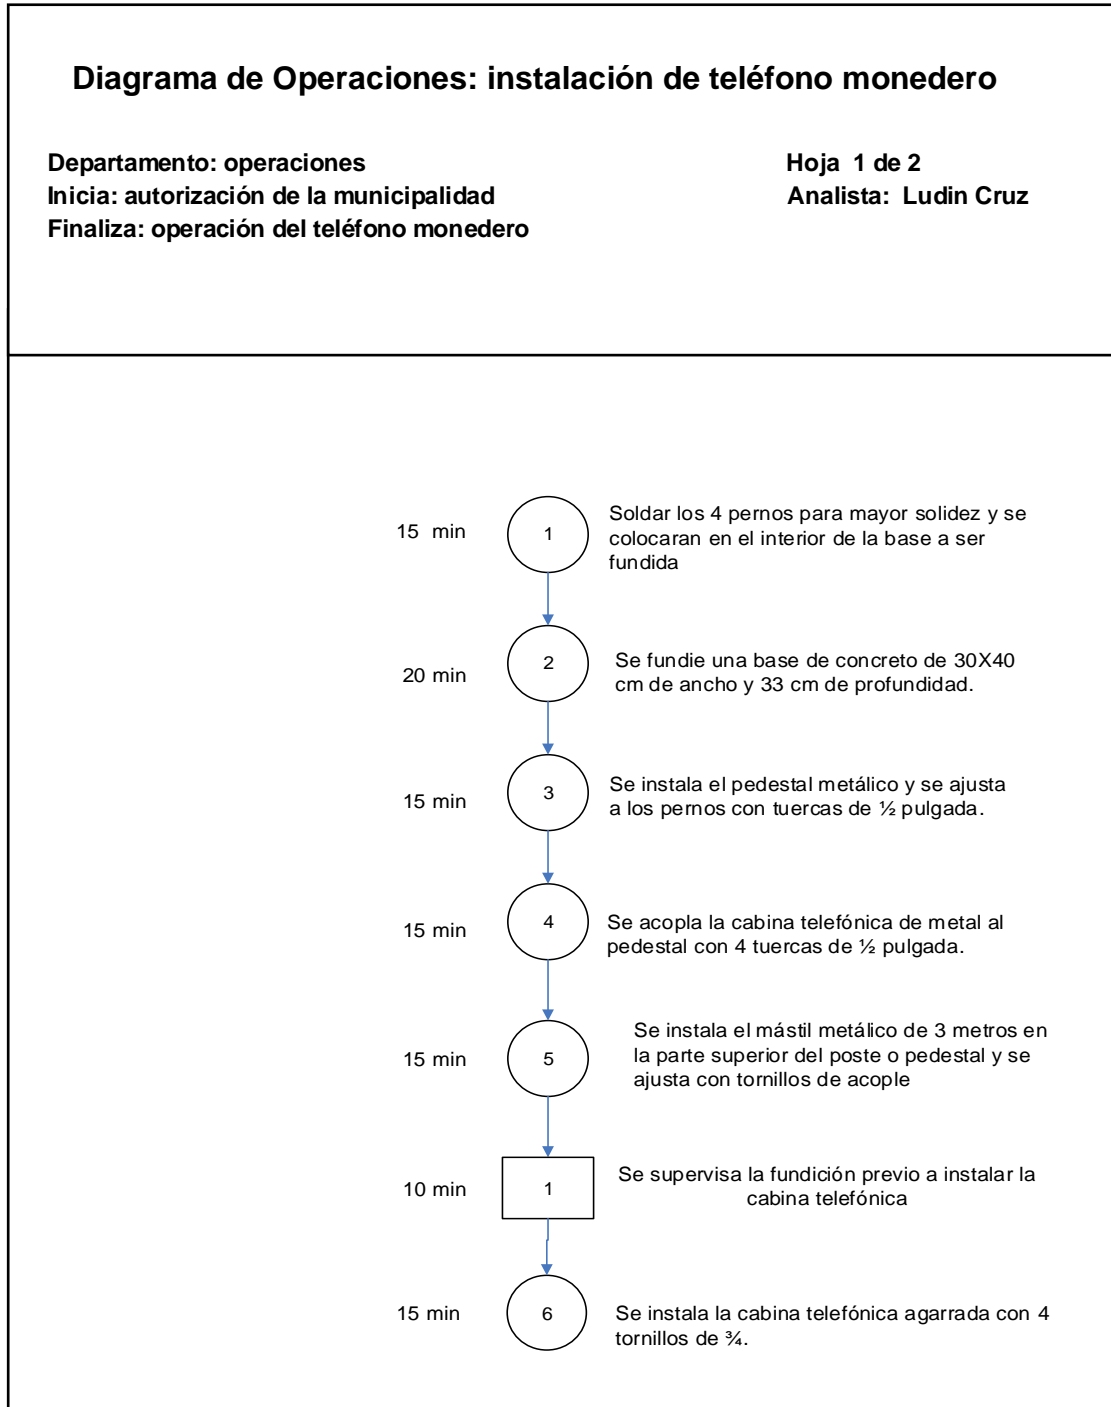 Diagrama de Operaciones: instalación de teléfono monedero
Departamento: operaciones
Hoja 1 de 2
Inicia: autorización de la municipalidad
Analista: Ludin Cruz
Finaliza: operación del teléfono monedero
15 min
1
Soldar los 4 pernos para mayor solidez y se
colocaran en el interior de la base a ser
fundida
20 min
2
Se fundie una base de concreto de 30X40
cm de ancho y 33 cm de profundidad.
15 min
3
Se instala el pedestal metálico y se ajusta
a los pernos con tuercas de ½ pulgada.
15 min
4
Se acopla la cabina telefónica de metal al
pedestal con 4 tuercas de ½ pulgada.
15 min
5
Se instala el mástil metálico de 3 metros en
la parte superior del poste o pedestal y se
ajusta con tornillos de acople
10 min
1
Se supervisa la fundición previo a instalar la
cabina telefónica
15 min
6
Se instala la cabina telefónica agarrada con 4
tornillos de ¾.